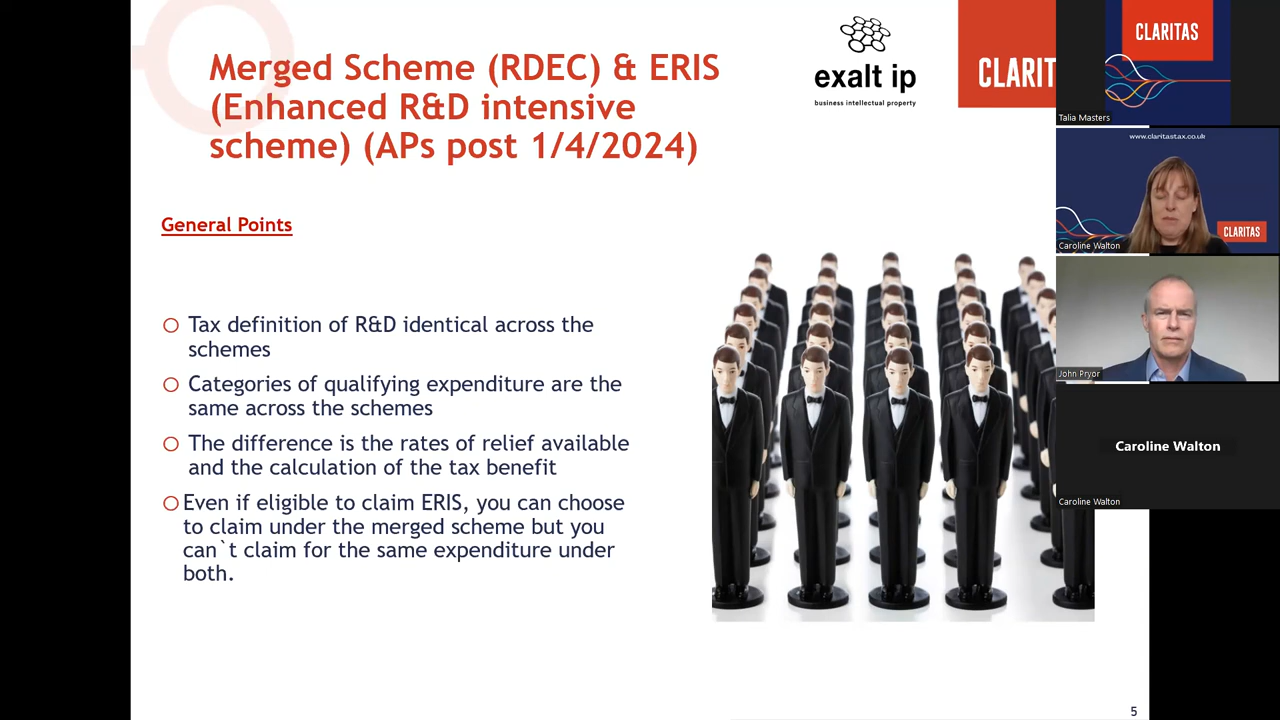 Merged Scheme (RDEC) & ERIS
(Enhanced R&D intensive
scheme) (APs post 1/4/2024)
exalt ip
business intellectual property
CLARIT
General Points
Tax definition of R&D identical across the
schemes
Categories of qualifying expenditure are the
same across the schemes
The difference is the rates of relief available
and the calculation of the tax benefit
Even if eligible to claim ERIS, you can choose
to claim under the merged scheme but you
can`t claim for the same expenditure under
both.
5
CLARITAS
Talia Masters
www.claritastax.co.uk
CLARITAS
Caroline Walton
John Pryor
Caroline Walton
Caroline Walton